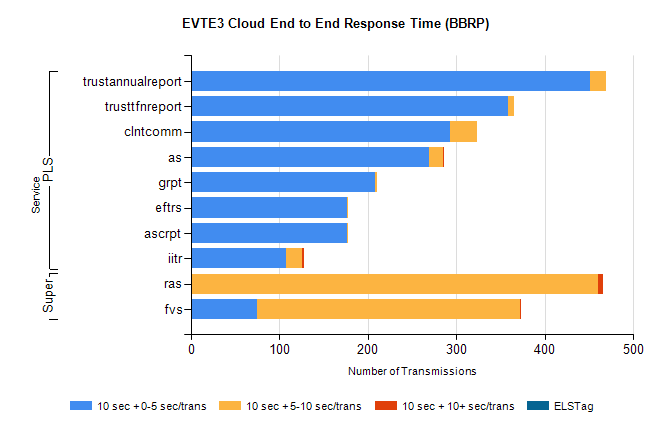 EVTE3 Cloud End to End Response Time (BBRP)
trustannualreport
trusttfnreport
clntcomm
as
grpt
eftrs
ascrpt
iitr
ras
fvs
Service
PLS
Super
0 100 200 300 400 500
Number of Transmissions
10 sec +0-5 sec/trans 10 sec +5-10 sec/trans 10 sec + 10+ sec/trans ELSTag